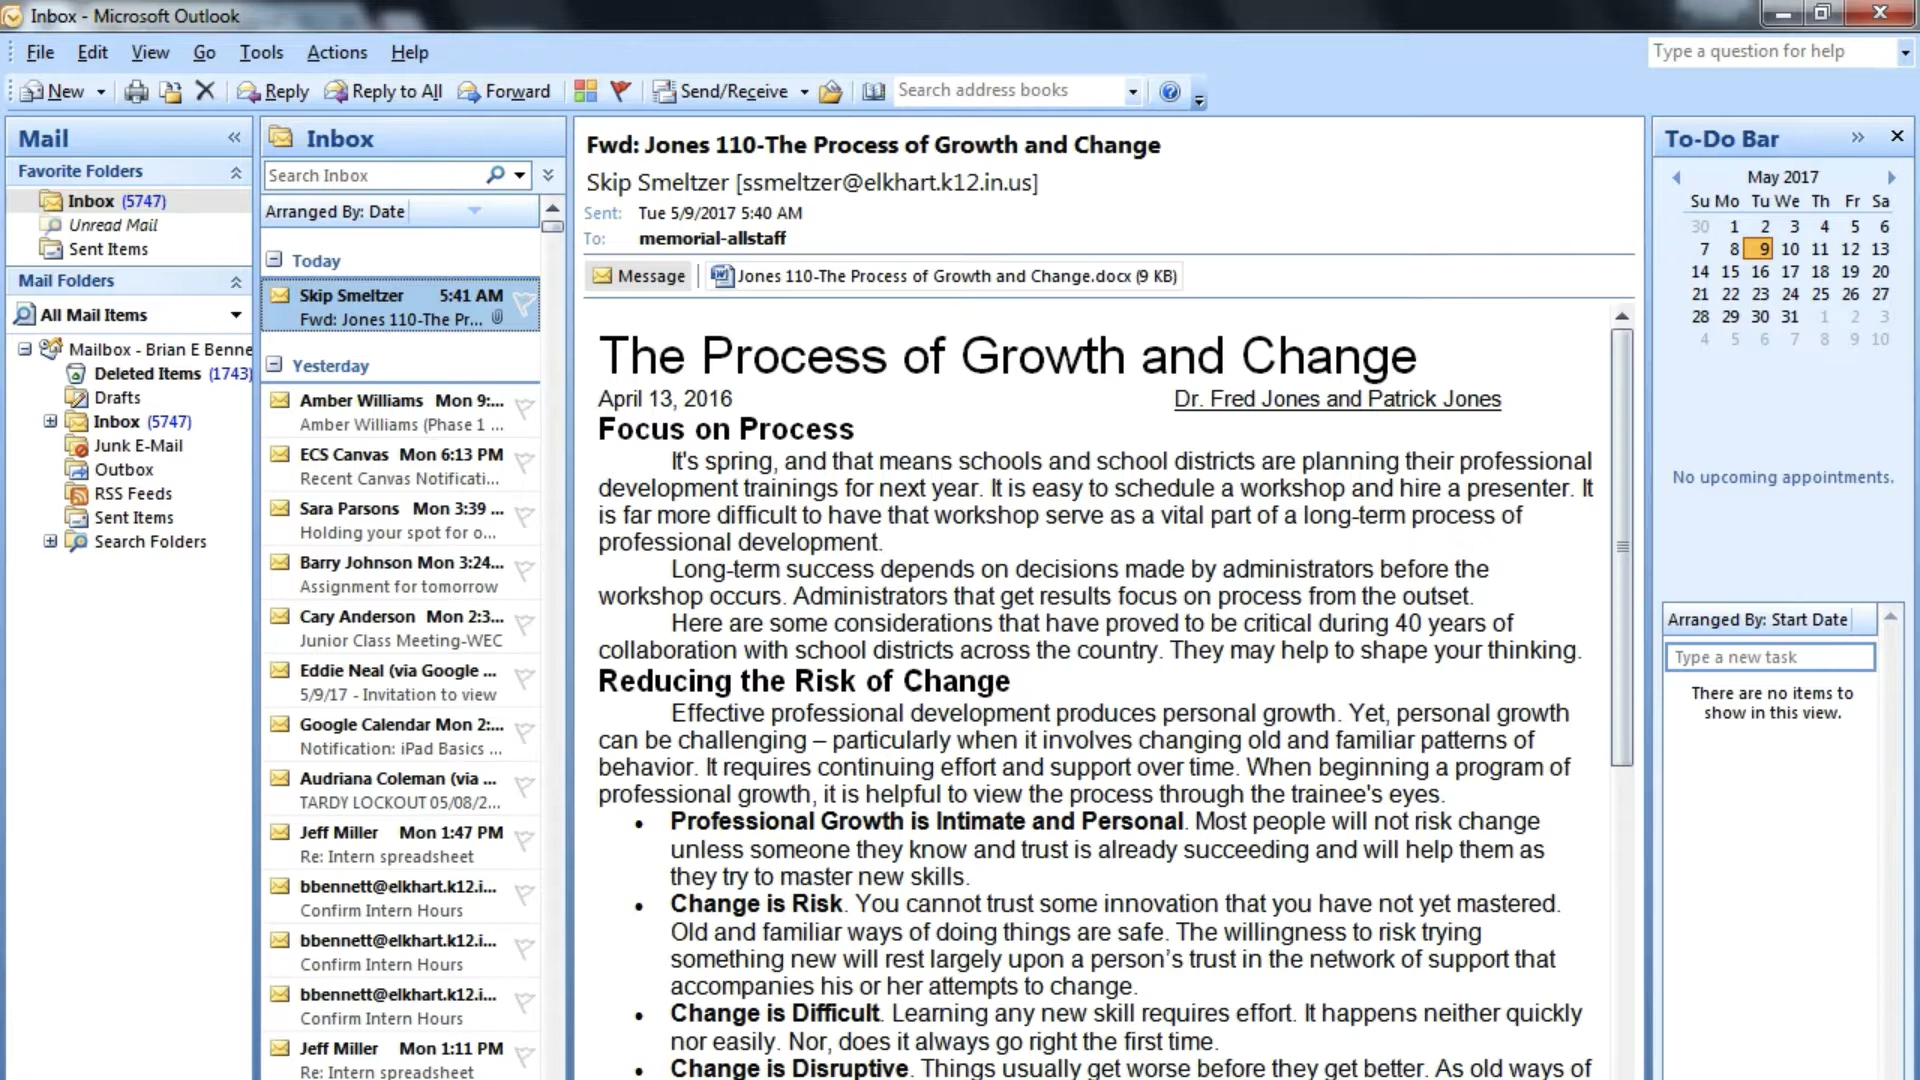 Inbox - Microsoft Outlook
File Edit View Go Tools Actions Help
Type a question for help
New Reply Reply to All Forward Send/Receive Search address books
Mail
Favorite Folders
Inbox (5747)
Unread Mail
Sent Items
Mail Folders
All Mail Items
Mailbox - Brian E Benne
Deleted Items (1743)
Drafts
Inbox (5747)
Junk E-Mail
Outbox
RSS Feeds
Sent Items
Search Folders
Inbox
Search Inbox
Arranged By: Date
Today
Skip Smeltzer 5:41 AM
Fwd: Jones 110-The Pr...
Yesterday
Amber Williams Mon 9:...
Amber Williams (Phase 1 ...
ECS Canvas Mon 6:13 PM
Recent Canvas Notificati...
Sara Parsons Mon 3:39 ...
Holding your spot for o...
Barry Johnson Mon 3:24...
Assignment for tomorrow
Cary Anderson Mon 2:3...
Junior Class Meeting-WEC
Eddie Neal (via Google ...
5/9/17 - Invitation to view
Google Calendar Mon 2:...
Notification: iPad Basics ...
Audriana Coleman (via ...
TARDY LOCKOUT 05/08/2...
Jeff Miller Mon 1:47 PM
Re: Intern spreadsheet
bbennett@elkhart.k12.i...
Confirm Intern Hours
bbennett@elkhart.k12.i...
Confirm Intern Hours
bbennett@elkhart.k12.i...
Confirm Intern Hours
Jeff Miller Mon 1:11 PM
Re: Intern spreadsheet
Fwd: Jones 110-The Process of Growth and Change
Skip Smeltzer [ssmeltzer@elkhart.k12.in.us]
Sent: Tue 5/9/2017 5:40 AM
To: memorial-allstaff
Message Jones 110-The Process of Growth and Change.docx (9 KB)
The Process of Growth and Change
April 13, 2016 Dr. Fred Jones and Patrick Jones
Focus on Process
It's spring, and that means schools and school districts are planning their professional
development trainings for next year. It is easy to schedule a workshop and hire a presenter. It
is far more difficult to have that workshop serve as a vital part of a long-term process of
professional development.
Long-term success depends on decisions made by administrators before the
workshop occurs. Administrators that get results focus on process from the outset.
Here are some considerations that have proved to be critical during 40 years of
collaboration with school districts across the country. They may help to shape your thinking.
Reducing the Risk of Change
Effective professional development produces personal growth. Yet, personal growth
can be challenging – particularly when it involves changing old and familiar patterns of
behavior. It requires continuing effort and support over time. When beginning a program of
professional growth, it is helpful to view the process through the trainee's eyes.
• Professional Growth is Intimate and Personal. Most people will not risk change
unless someone they know and trust is already succeeding and will help them as
they try to master new skills.
• Change is Risk. You cannot trust some innovation that you have not yet mastered.
Old and familiar ways of doing things are safe. The willingness to risk trying
something new will rest largely upon a person’s trust in the network of support that
accompanies his or her attempts to change.
• Change is Difficult. Learning any new skill requires effort. It happens neither quickly
nor easily. Nor, does it always go right the first time.
• Change is Disruptive. Things usually get worse before they get better. As old ways of
To-Do Bar
May 2017
Su Mo Tu We Th Fr Sa
30 1 2 3 4 5 6
7 8 9 10 11 12 13
14 15 16 17 18 19 20
21 22 23 24 25 26 27
28 29 30 31 1 2 3
4 5 6 7 8 9 10
No upcoming appointments.
Arranged By: Start Date
Type a new task
There are no items to
show in this view.